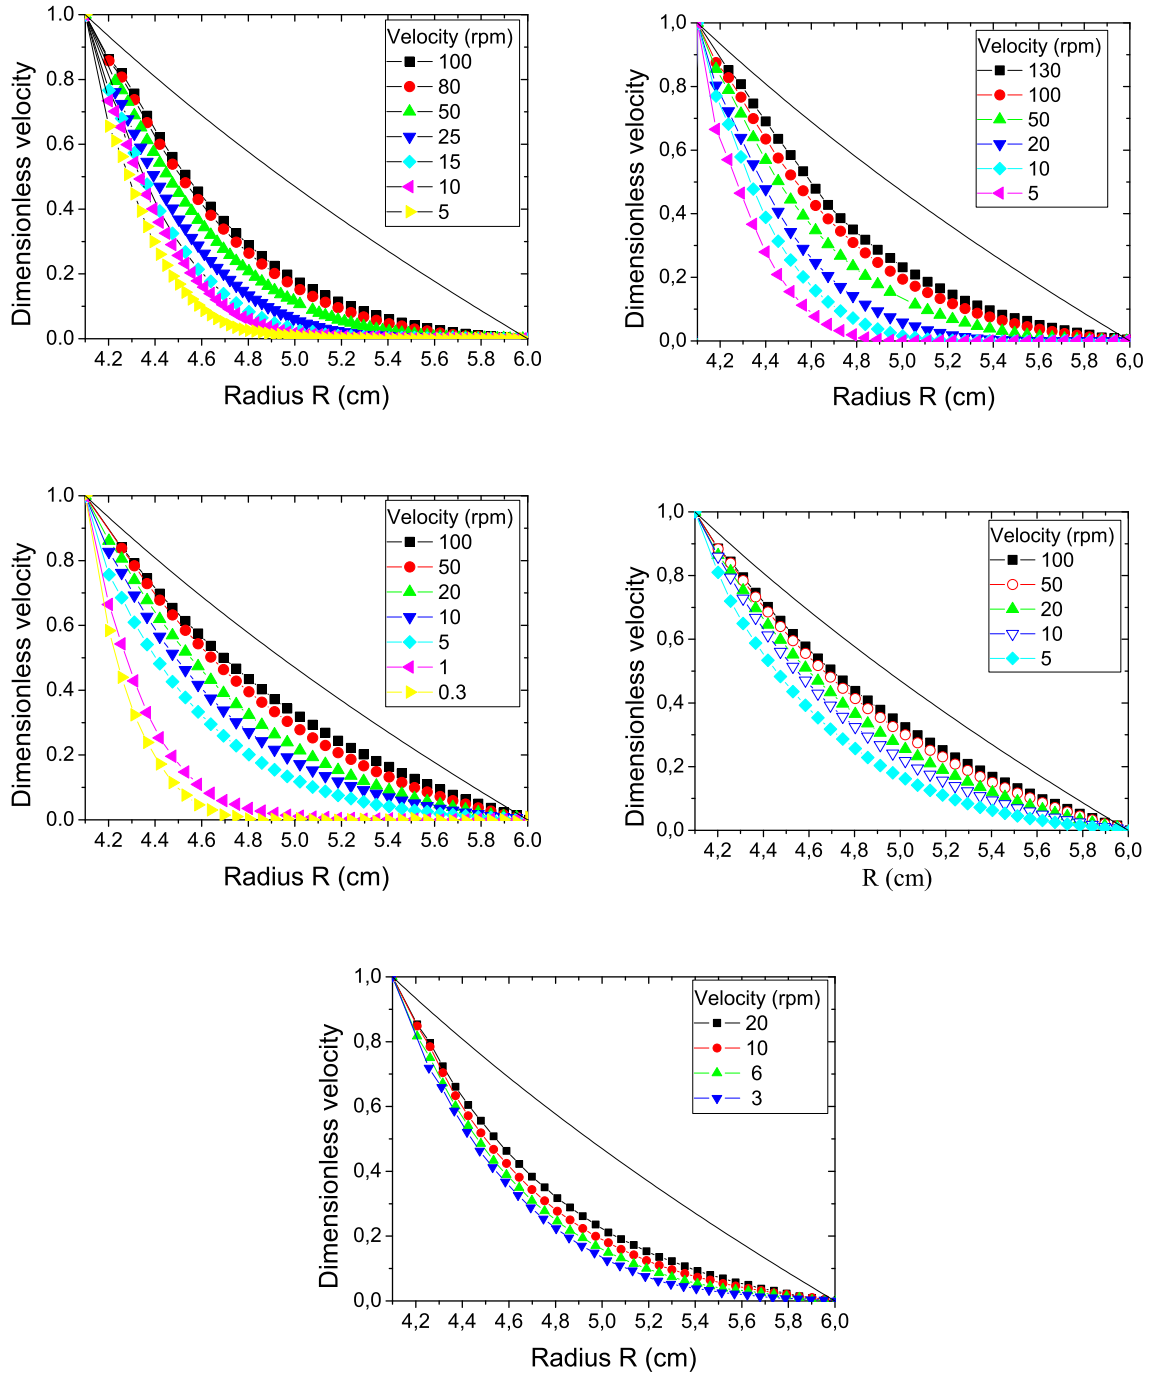 Velocity (rpm)
100
80
50
25
15
10
5
1.0
0.8
0.6
0.4
0.2
0.0
4.2 4.4 4.6 4.8 5.0 5.2 5.4 5.6 5.8 6.0
Dimensionless velocity
Radius R (cm)
Velocity (rpm)
130
100
50
20
10
5
1,0
0,8
0,6
0,4
0,2
0,0
4,2 4,4 4,6 4,8 5,0 5,2 5,4 5,6 5,8 6,0
Dimensionless velocity
Radius R (cm)
Velocity (rpm)
100
50
20
10
5
1
0.3
1.0
0.8
0.6
0.4
0.2
0.0
4.2 4.4 4.6 4.8 5.0 5.2 5.4 5.6 5.8 6.0
Dimensionless velocity
Radius R (cm)
Velocity (rpm)
100
50
20
10
5
1,0
0,8
0,6
0,4
0,2
0,0
4,2 4,4 4,6 4,8 5,0 5,2 5,4 5,6 5,8 6,0
Dimensionless velocity
R (cm)
Velocity (rpm)
20
10
6
3
1,0
0,8
0,6
0,4
0,2
0,0
4,2 4,4 4,6 4,8 5,0 5,2 5,4 5,6 5,8 6,0
Dimensionless velocity
Radius R (cm)